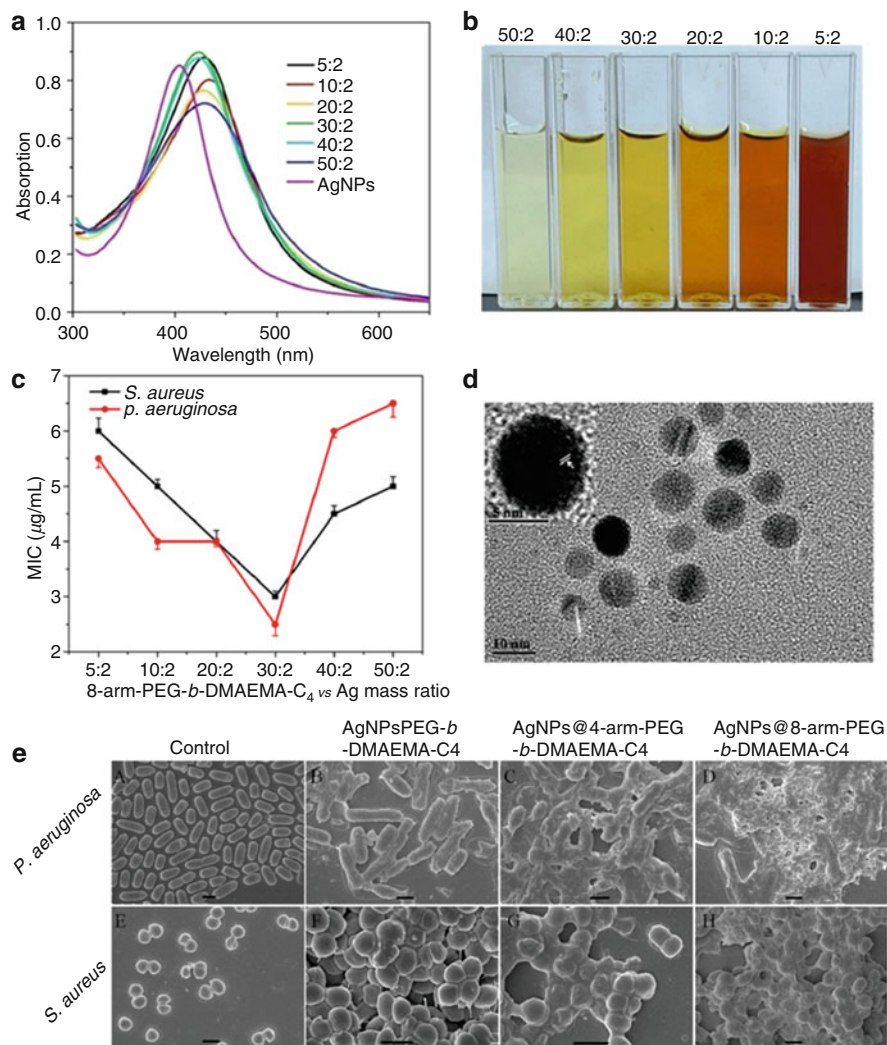 a
1.0
0.8
0.6
0.4
0.2
0.0
Absorption
300 400 500 600
Wavelength (nm)
5:2
10:2
20:2
30:2
40:2
50:2
AgNPs
b
50:2 40:2 30:2 20:2 10:2 5:2
c
7
6
5
4
3
2
MIC (μg/mL)
S. aureus
p. aeruginosa
5:2 10:2 20:2 30:2 40:2 50:2
8-arm-PEG-b-DMAEMA-C4 vs Ag mass ratio
d
5 nm
10 nm
e
Control
AgNPsPEG-b
-DMAEMA-C4
AgNPs@4-arm-PEG
-b-DMAEMA-C4
AgNPs@8-arm-PEG
-b-DMAEMA-C4
P. aeruginosa
A B C D
S. aureus
E F G H